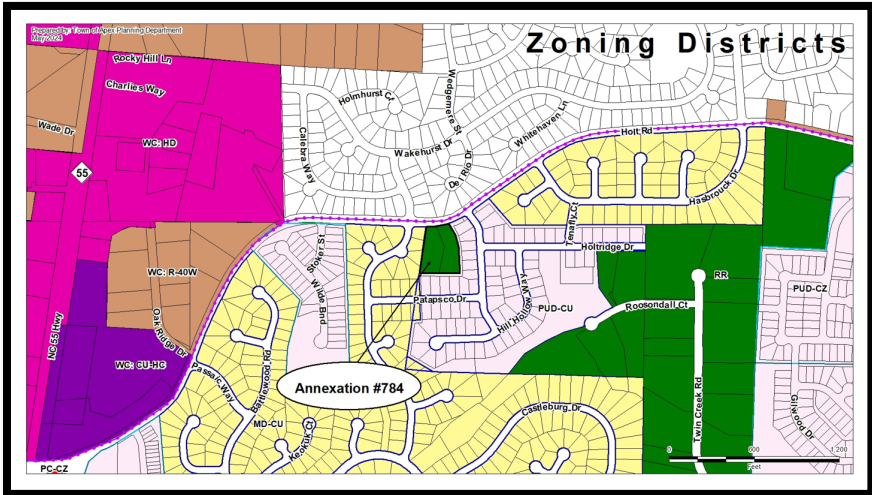 Prepared by: Town of Apex Planning Department
May 2024
Zoning Districts
Rocky Hill Ln
Charlies Way
Wade Dr
WC: HD
55
Holmhurst Cr
Wedgemere St
Calebra Way
Wakehurst Dr
Whitehaven Ln
Del Rio Dr
Holt Rd
Hasbrouck Dr
Tenafly Ct
Holtridge Dr
Stoker St
Wilde Bnd
WC: R-40W
Oak Ridge Dr
NC 55 Hwy
WC: CU-HC
Passaic Way
Battlewood Rd
Patapsco Dr
Hill Hollow Way
PUD-CU
Roosondall Ct
RR
PUD-CZ
Annexation #784
MD-CU
Keokuk Ct
Castleburg Dr
Twin Creek Rd
Gilwood Dr
PC-CZ
0 600 1,200
Feet